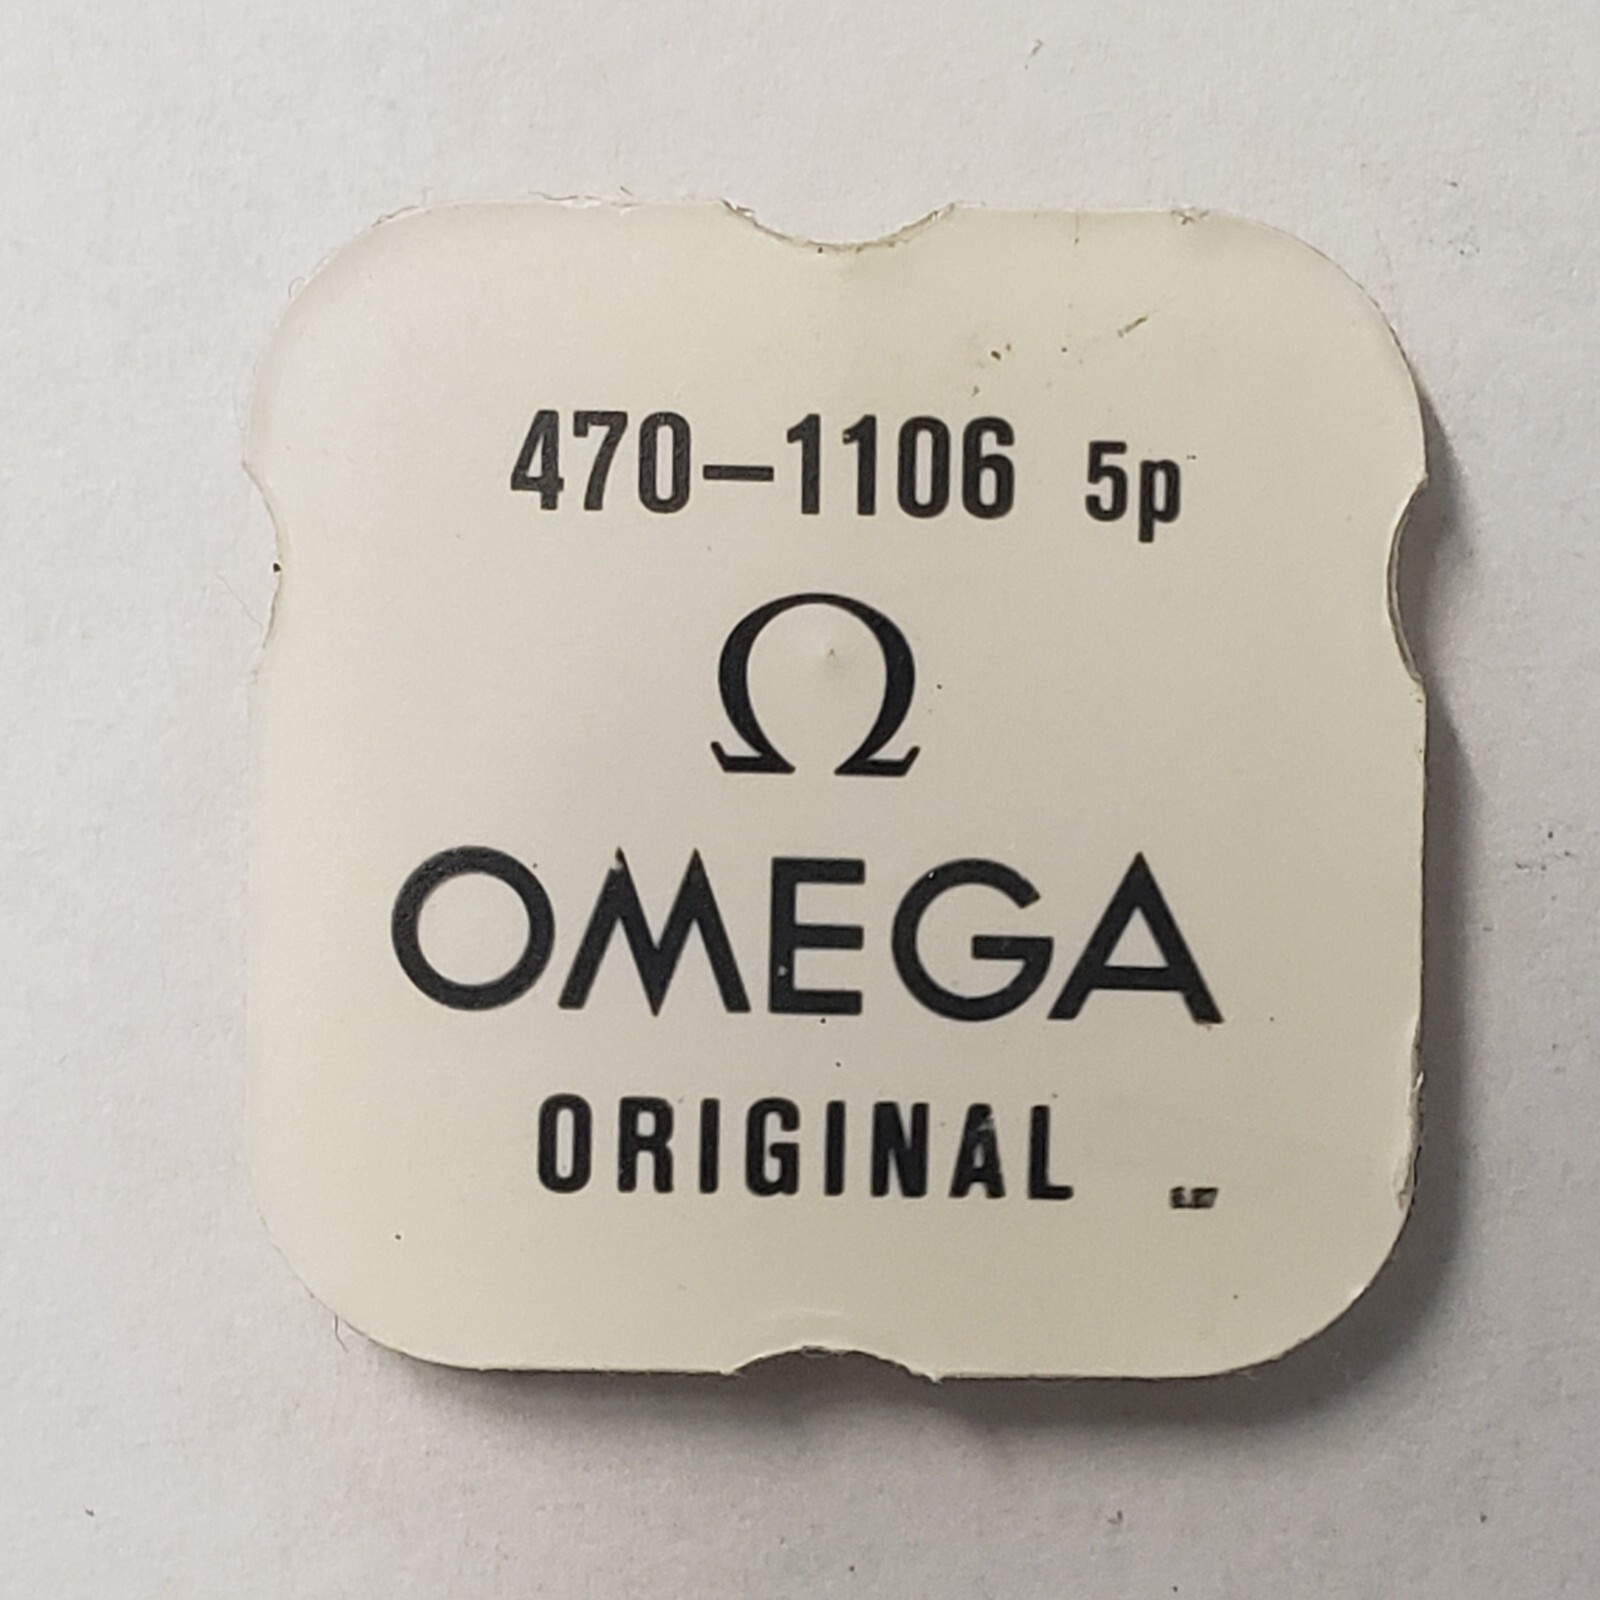 470–1106 5p
Ω
OMEGA
ORIGINAL